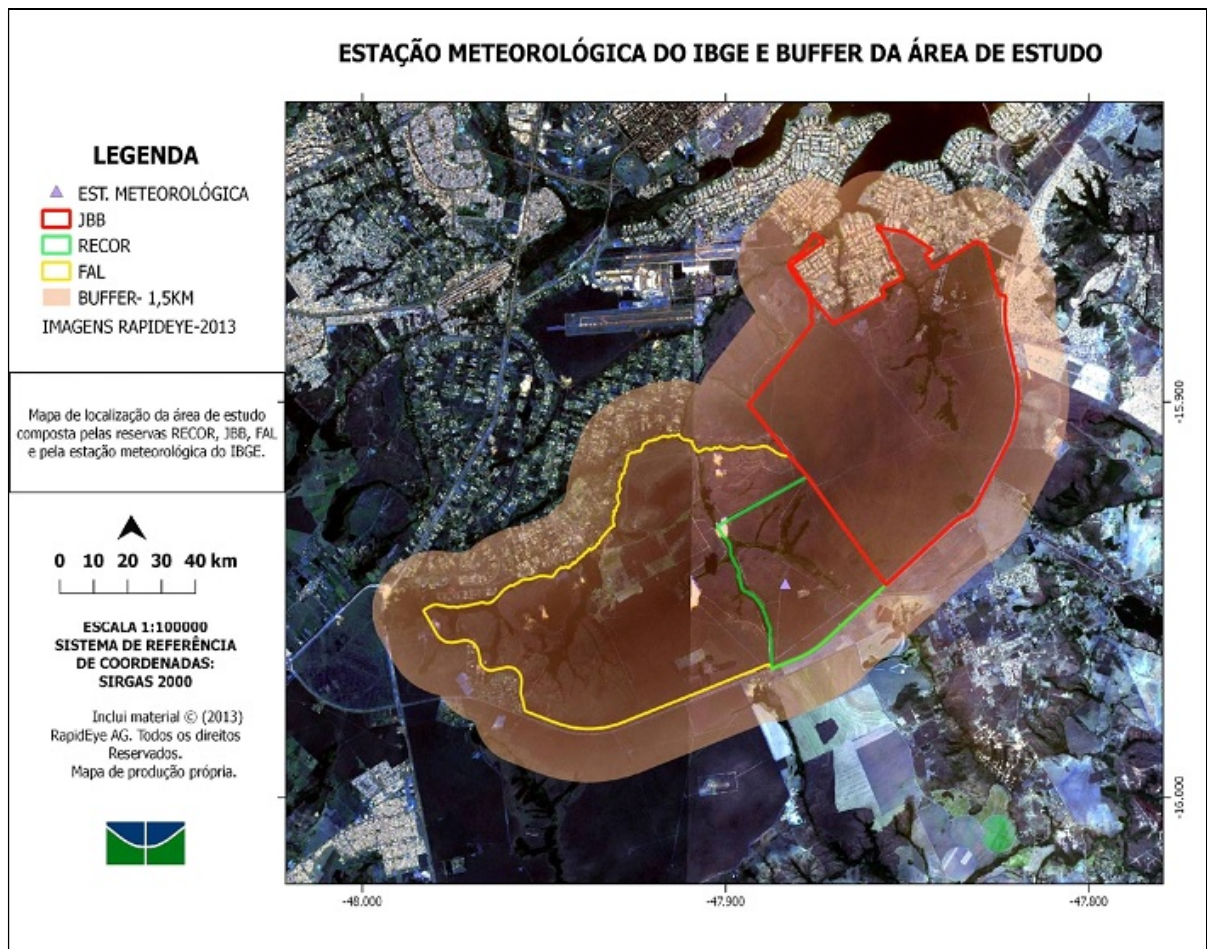 ESTAÇÃO METEOROLÓGICA DO IBGE E BUFFER DA ÁREA DE ESTUDO
LEGENDA
EST. METEOROLÓGICA
JBB
RECOR
FAL
BUFFER- 1,5KM
IMAGENS RAPIDEYE-2013
Mapa de localização da área de estudo
composta pelas reservas RECOR, JBB, FAL
e pela estação meteorológica do IBGE.
0 10 20 30 40 km
ESCALA 1:100000
SISTEMA DE REFERÊNCIA
DE COORDENADAS:
SIRGAS 2000
Inclui material © (2013)
RapidEye AG. Todos os direitos
Reservados.
Mapa de produção própria.
-15.900
-16.000
-48.000
-47.900
-47.800